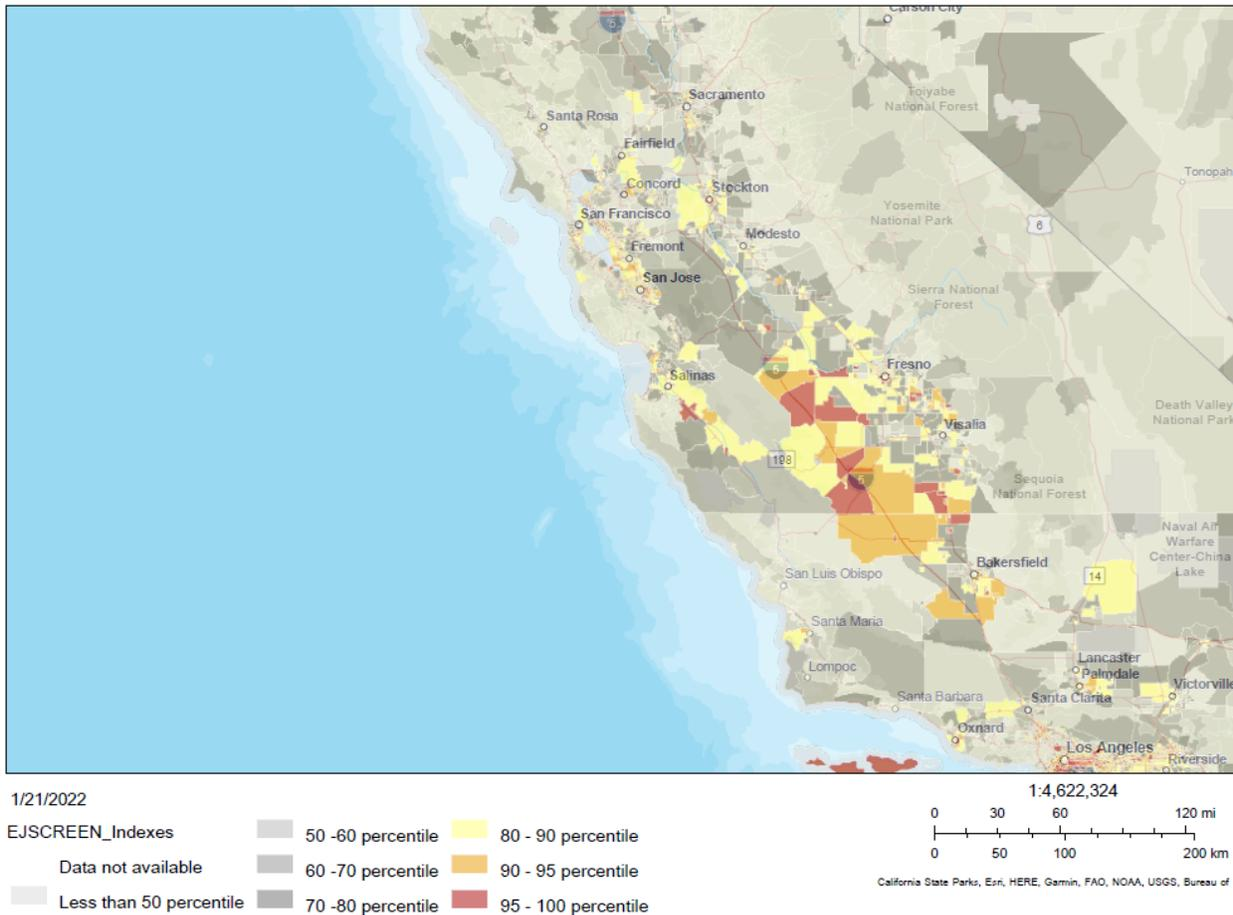 Carson City
5
Sacramento
Toiyabe
National Forest
Santa Rosa
Fairfield
Tonopah
Concord
Stockton
San Francisco
Yosemite
National Park
6
Modesto
Fremont
San Jose
Sierra National
Forest
5
Fresno
Salinas
Death Valley
National Park
Visalia
198
5
Sequoia
National Forest
Naval Air
Warfare
Center-China
Lake
Bakersfield
San Luis Obispo
14
Santa Maria
Lancaster
Lompoc
Palmdale
Victorville
Santa Barbara
Santa Clarita
Oxnard
Los Angeles
Riverside
1/21/2022
1:4,622,324
0 30 60 120 mi
0 50 100 200 km
EJSCREEN_Indexes
Data not available
Less than 50 percentile
50 -60 percentile
60 -70 percentile
70 -80 percentile
80 - 90 percentile
90 - 95 percentile
95 - 100 percentile
California State Parks, Esri, HERE, Garmin, FAO, NOAA, USGS, Bureau of